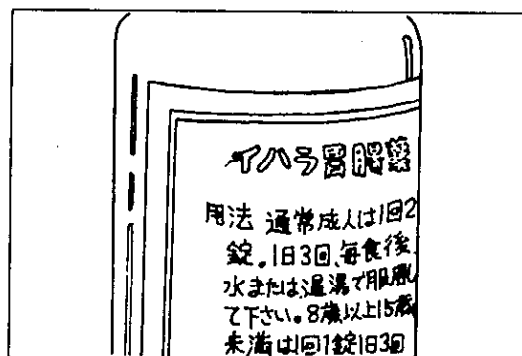 イハラ胃腸薬
用法 通常成人は1回2
錠。1日3回、毎食後、
水または温湯で服用し
て下さい。8歳以上15歳
未満は1回1錠1日3回